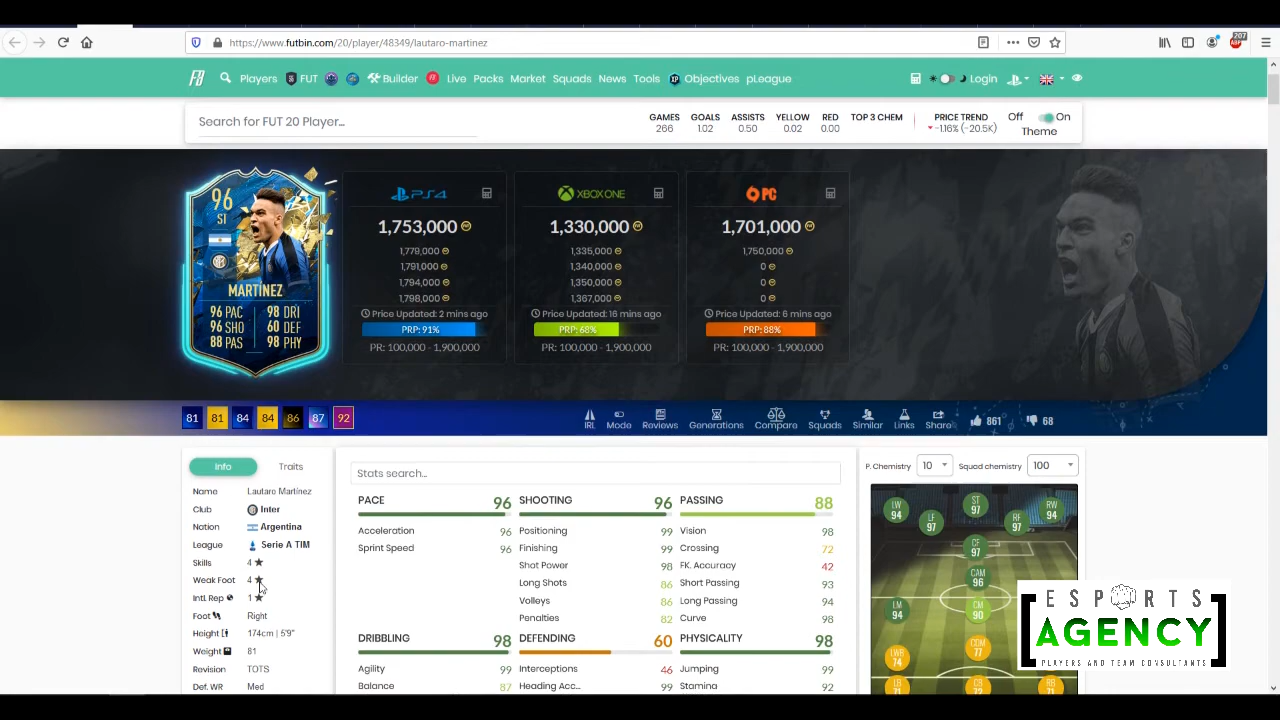 207
https://www.futbin.com/20/player/48349/lautaro-martinez
Players FUT Builder Live Packs Market Squads News Tools Objectives pLeague Login
Search for FUT 20 Player...
GAMES GOALS ASSISTS YELLOW RED TOP 3 CHEM PRICE TREND Off On
266 1.02 0.50 0.02 0.00 -1.16% (-20.5K) Theme
96
ST
MARTINEZ
96 PAC 98 DRI
96 SHO 60 DEF
88 PAS 98 PHY
PS4
1,753,000
1,779,000
1,791,000
1,794,000
1,798,000
Price Updated: 2 mins ago
PRP: 91%
PR: 100,000 - 1,900,000
XBOX ONE
1,330,000
1,335,000
1,340,000
1,350,000
1,367,000
Price Updated: 16 mins ago
PRP: 68%
PR: 100,000 - 1,900,000
PC
1,701,000
1,750,000
0
0
0
Price Updated: 6 mins ago
PRP: 88%
PR: 100,000 - 1,900,000
81 81 84 84 86 87 92
IRL Mode Reviews Generations Compare Squads Similar Links Share 861 68
Info Traits
Name Lautaro Martínez
Club Inter
Nation Argentina
League Serie A TIM
Skills 4
Weak Foot 4
Intl. Rep 1
Foot Right
Height 174cm | 5'9"
Weight 81
Revision TOTS
Def. WR Med
Stats search...
PACE 96
Acceleration 96
Sprint Speed 96
SHOOTING 96
Positioning 99
Finishing 99
Shot Power 98
Long Shots 86
Volleys 86
Penalties 82
PASSING 88
Vision 98
Crossing 72
FK. Accuracy 42
Short Passing 93
Long Passing 94
Curve 98
DRIBBLING 98
Agility 99
Balance 87
DEFENDING 60
Interceptions 46
Heading Acc... 99
PHYSICALITY 98
Jumping 99
Stamina 92
P. Chemistry 10 Squad chemistry 100
LW 94
LF 97
ST 97
RF 97
RW 94
CF 97
CAM 96
LM 94
CM 90
CDM 77
LWB 74
LB 71
CB 72
RB 71
ESPORTS
AGENCY
PLAYERS AND TEAM CONSULTANTS